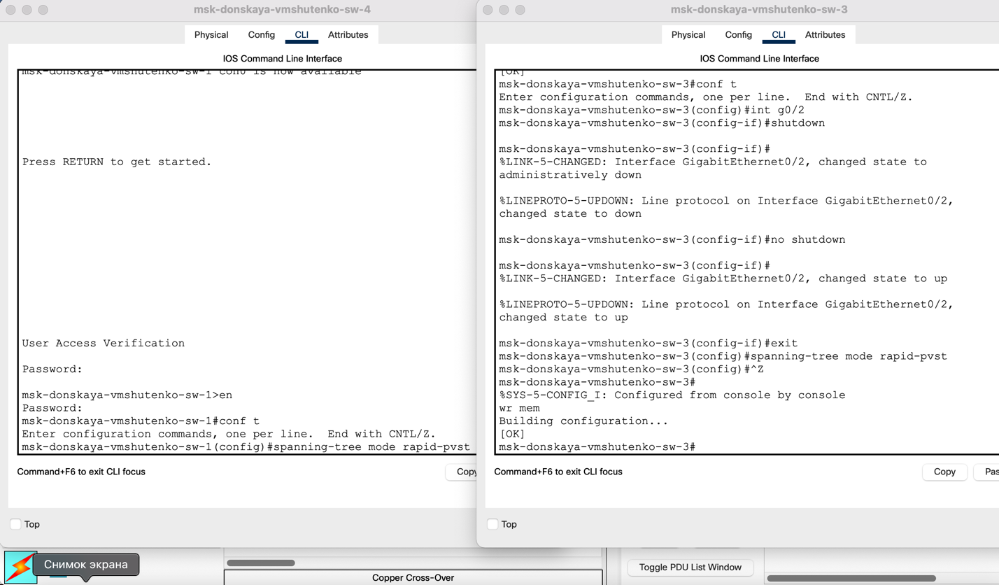 msk-donskaya-vmshutenko-sw-4
Physical Config CLI Attributes
IOS Command Line Interface
msk-donskaya-vmshutenko-sw-1 con0 is now available
Press RETURN to get started.
User Access Verification
Password:
msk-donskaya-vmshutenko-sw-1>en
Password:
msk-donskaya-vmshutenko-sw-1#conf t
Enter configuration commands, one per line.  End with CNTL/Z.
msk-donskaya-vmshutenko-sw-1(config)#spanning-tree mode rapid-pvst
Command+F6 to exit CLI focus
Copy
Top
msk-donskaya-vmshutenko-sw-3
Physical Config CLI Attributes
IOS Command Line Interface
[OK]
msk-donskaya-vmshutenko-sw-3#conf t
Enter configuration commands, one per line.  End with CNTL/Z.
msk-donskaya-vmshutenko-sw-3(config)#int g0/2
msk-donskaya-vmshutenko-sw-3(config-if)#shutdown
msk-donskaya-vmshutenko-sw-3(config-if)#
%LINK-5-CHANGED: Interface GigabitEthernet0/2, changed state to
administratively down
%LINEPROTO-5-UPDOWN: Line protocol on Interface GigabitEthernet0/2,
changed state to down
msk-donskaya-vmshutenko-sw-3(config-if)#no shutdown
msk-donskaya-vmshutenko-sw-3(config-if)#
%LINK-5-CHANGED: Interface GigabitEthernet0/2, changed state to up
%LINEPROTO-5-UPDOWN: Line protocol on Interface GigabitEthernet0/2,
changed state to up
msk-donskaya-vmshutenko-sw-3(config-if)#exit
msk-donskaya-vmshutenko-sw-3(config)#spanning-tree mode rapid-pvst
msk-donskaya-vmshutenko-sw-3(config)#^Z
msk-donskaya-vmshutenko-sw-3#
%SYS-5-CONFIG_I: Configured from console by console
wr mem
Building configuration...
[OK]
msk-donskaya-vmshutenko-sw-3#
Command+F6 to exit CLI focus
Copy Pas
Top
Снимок экрана
Copper Cross-Over
Toggle PDU List Window